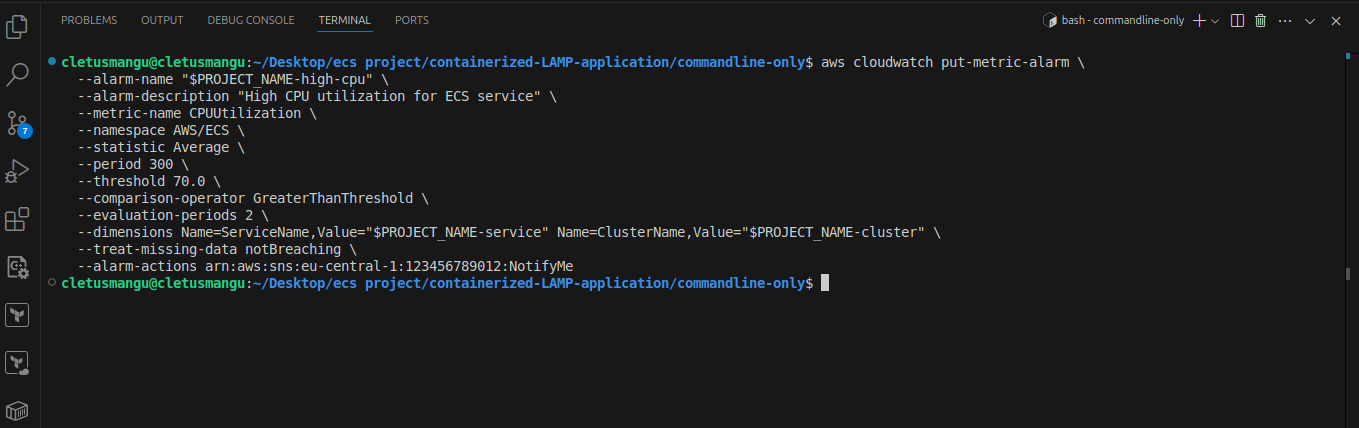 PROBLEMS OUTPUT DEBUG CONSOLE TERMINAL PORTS bash - commandline-only
cletusmangu@cletusmangu:~/Desktop/ecs project/containerized-LAMP-application/commandline-only$ aws cloudwatch put-metric-alarm \
  --alarm-name "$PROJECT_NAME-high-cpu" \
  --alarm-description "High CPU utilization for ECS service" \
  --metric-name CPUUtilization \
  --namespace AWS/ECS \
  --statistic Average \
  --period 300 \
  --threshold 70.0 \
  --comparison-operator GreaterThanThreshold \
  --evaluation-periods 2 \
  --dimensions Name=ServiceName,Value="$PROJECT_NAME-service" Name=ClusterName,Value="$PROJECT_NAME-cluster" \
  --treat-missing-data notBreaching \
  --alarm-actions arn:aws:sns:eu-central-1:123456789012:NotifyMe
cletusmangu@cletusmangu:~/Desktop/ecs project/containerized-LAMP-application/commandline-only$
7